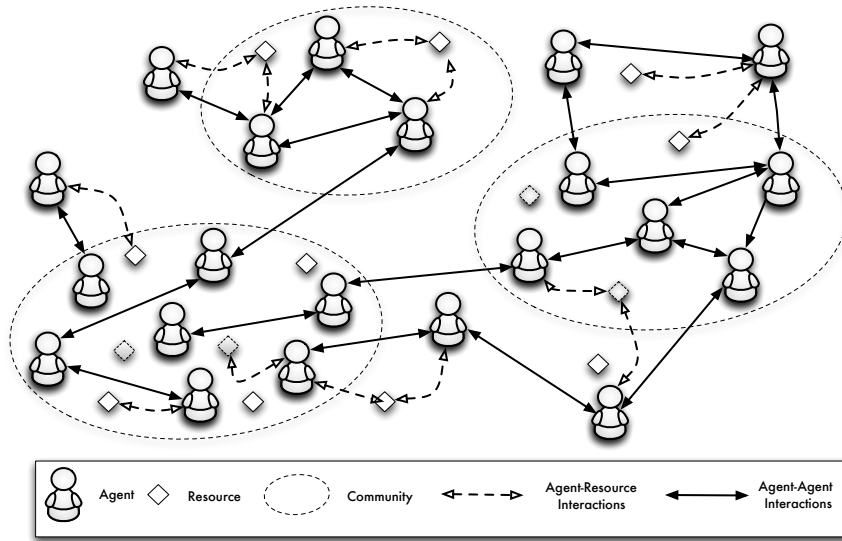 Agent
Resource
Community
Agent-Resource
Interactions
Agent-Agent
Interactions